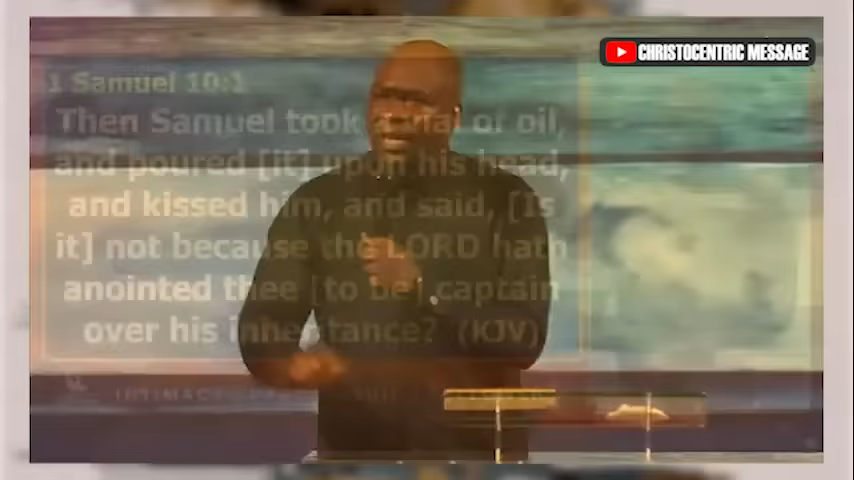 CHRISTOCENTRIC MESSAGE
1 Samuel 10:1
Then Samuel took a vial of oil,
and poured [it] upon his head,
and kissed him, and said, [Is
it] not because the LORD hath
anointed thee [to be] captain
over his inheritance? (KJV)